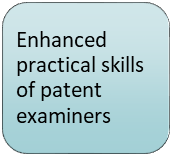 Enhanced
practical skills
of patent
examiners